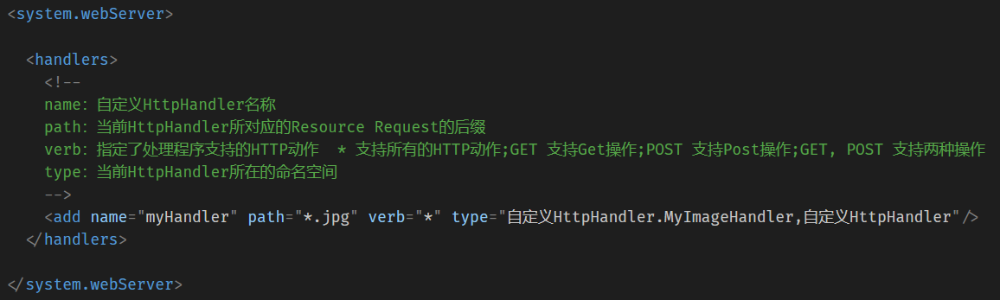 <system.webServer>
<handlers>
<!--
name: 自定义HttpHandler名称
path: 当前HttpHandler所对应的Resource Request的后缀
verb: 指定了处理程序支持的HTTP动作  * 支持所有的HTTP动作;GET 支持Get操作;POST 支持Post操作;GET, POST 支持两种操作
type: 当前HttpHandler所在的命名空间
-->
<add name="myHandler" path="*.jpg" verb="*" type="自定义HttpHandler.MyImageHandler,自定义HttpHandler"/>
</handlers>
</system.webServer>